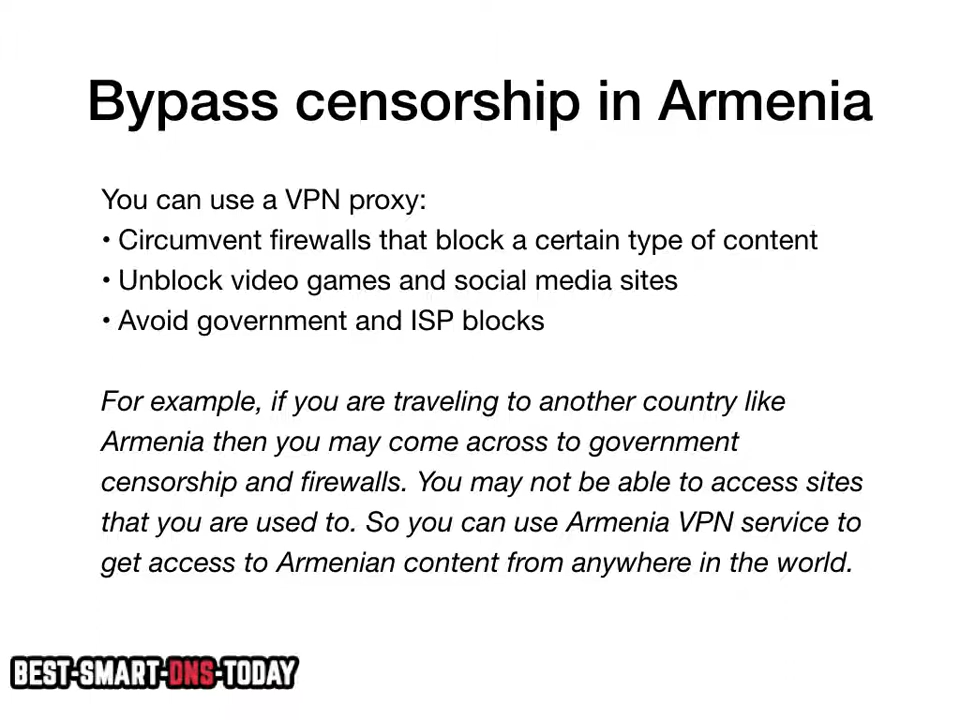 Bypass censorship in Armenia
You can use a VPN proxy:
• Circumvent firewalls that block a certain type of content
• Unblock video games and social media sites
• Avoid government and ISP blocks
For example, if you are traveling to another country like
Armenia then you may come across to government
censorship and firewalls. You may not be able to access sites
that you are used to. So you can use Armenia VPN service to
get access to Armenian content from anywhere in the world.
BEST-SMART-DNS-TODAY